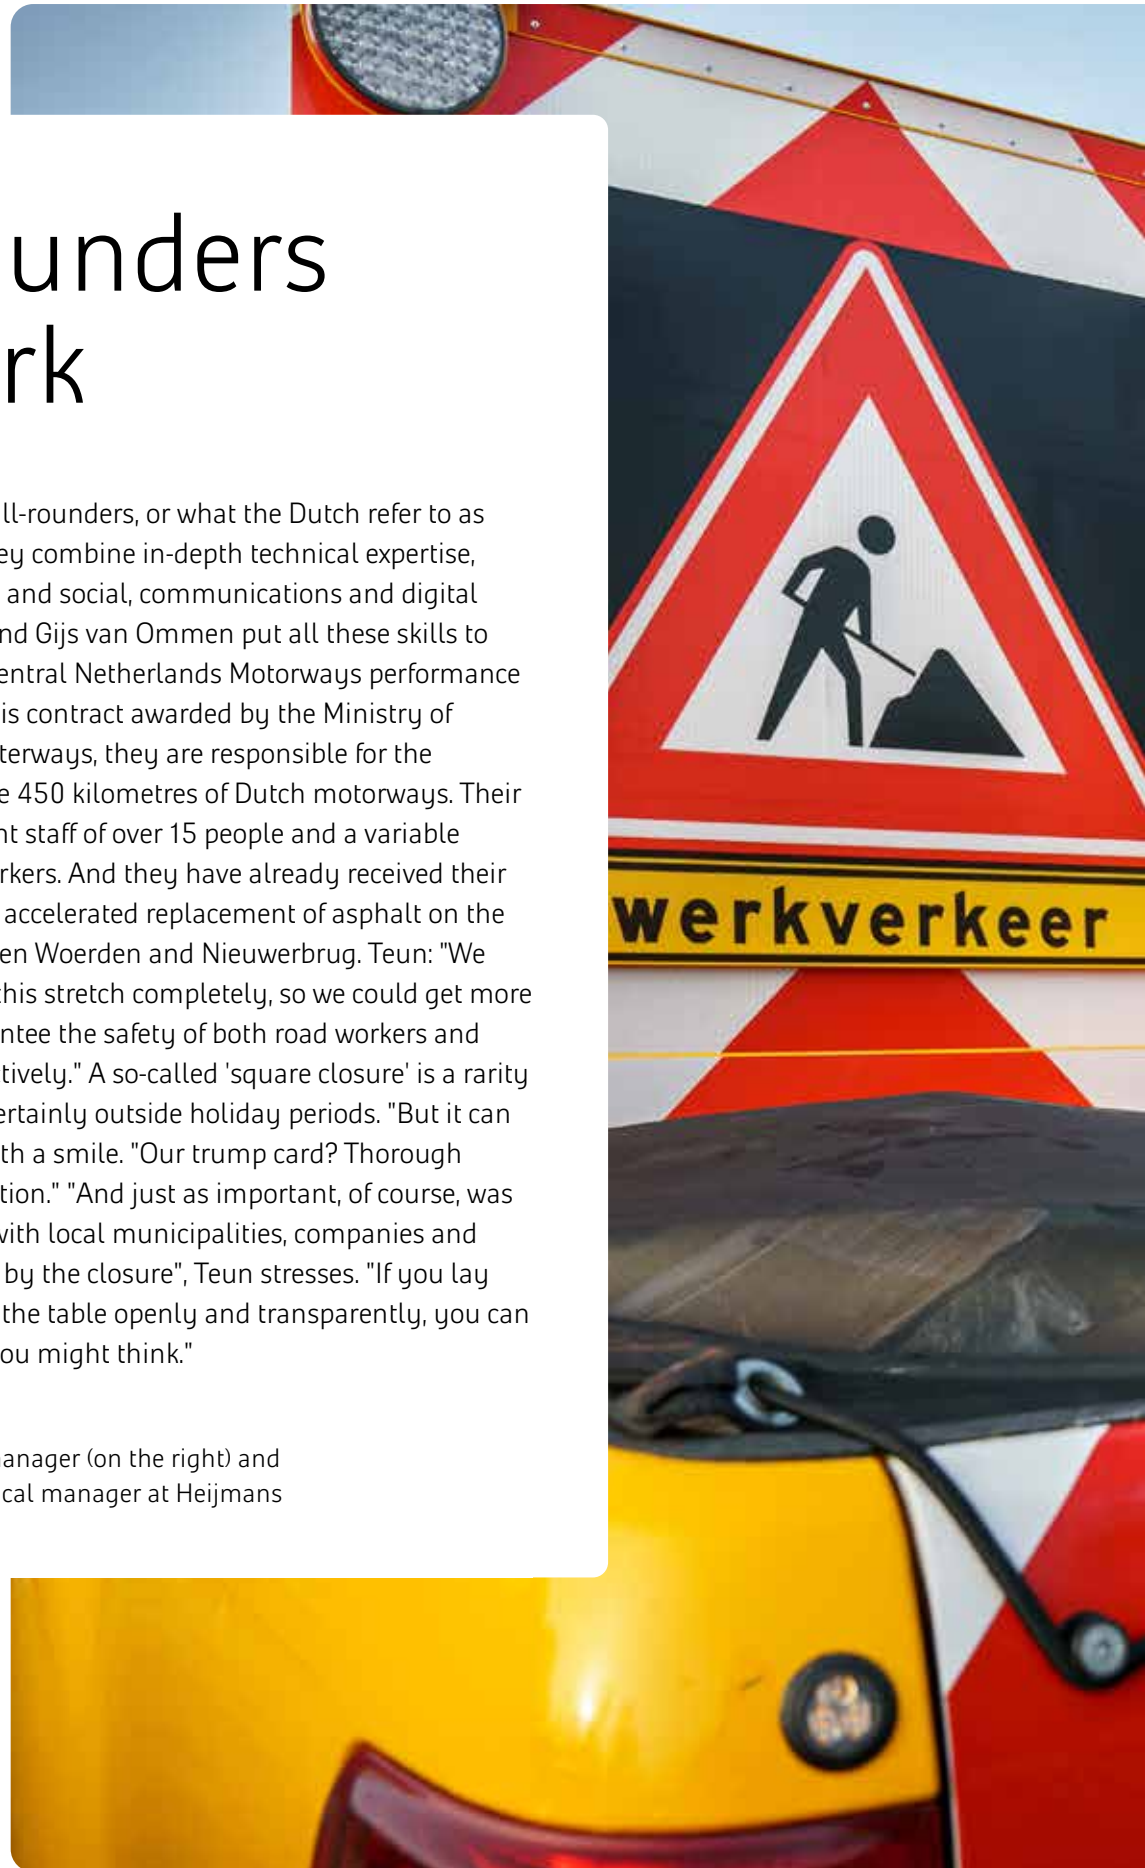 unders
rk
ll-rounders, or what the Dutch refer to as
ey combine in-depth technical expertise,
and social, communications and digital
nd Gijs van Ommen put all these skills to
entral Netherlands Motorways performance
is contract awarded by the Ministry of
terways, they are responsible for the
e 450 kilometres of Dutch motorways. Their
nt staff of over 15 people and a variable
rkers. And they have already received their
accelerated replacement of asphalt on the
en Woerden and Nieuwerbrug. Teun: "We
this stretch completely, so we could get more
ntee the safety of both road workers and
tively." A so-called 'square closure' is a rarity
ertainly outside holiday periods. "But it can
th a smile. "Our trump card? Thorough
tion." "And just as important, of course, was
with local municipalities, companies and
by the closure", Teun stresses. "If you lay
the table openly and transparently, you can
ou might think."
anager (on the right) and
cal manager at Heijmans
werkverkeer